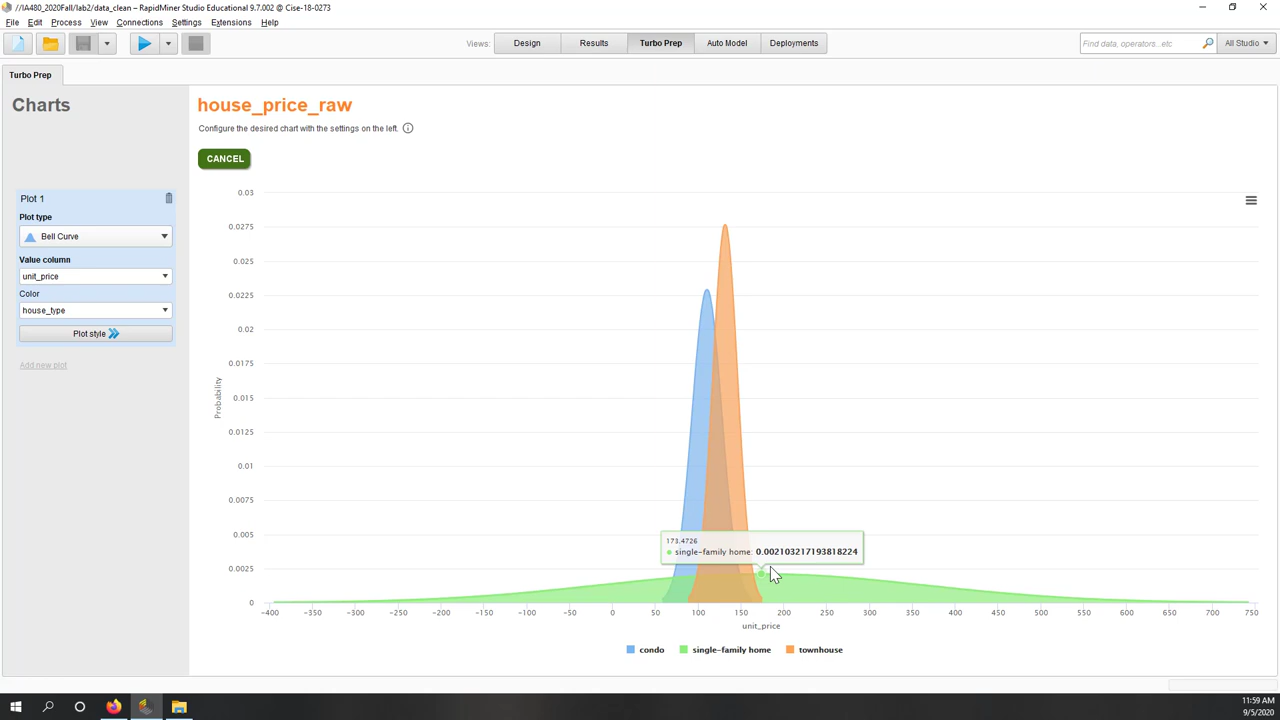 //IA480_2020Fall/lab2/data_clean – RapidMiner Studio Educational 9.7.002 @ Cise-18-0273
File Edit Process View Connections Settings Extensions Help
Views: Design Results Turbo Prep Auto Model Deployments Find data, operators...etc All Studio
Turbo Prep
Charts
house_price_raw
Configure the desired chart with the settings on the left.
CANCEL
Plot 1
Plot type
Bell Curve
Value column
unit_price
Color
house_type
Plot style
Add new plot
0.03
0.0275
0.025
0.0225
0.02
0.0175
0.015
0.0125
0.01
0.0075
0.005
0.0025
0
Probability
173.4726
single-family home: 0.002103217193818224
-400 -350 -300 -250 -200 -150 -100 -50 0 50 100 150 200 250 300 350 400 450 500 550 600 650 700 750
unit_price
condo single-family home townhouse
11:59 AM
9/5/2020